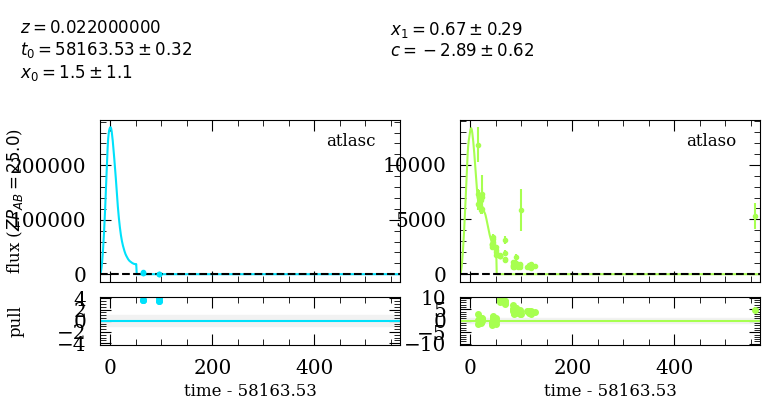 z = 0.022000000
t₀ = 58163.53 ± 0.32
x₀ = 1.5 ± 1.1
x₁ = 0.67 ± 0.29
c = −2.89 ± 0.62
flux (ZP_AB = 25.0)
200000
100000
0
atlasc
10000
5000
0
atlaso
pull
4
2
0
−2
−4
0 200 400
time - 58163.53
10
5
0
−5
−10
0 200 400
time - 58163.53